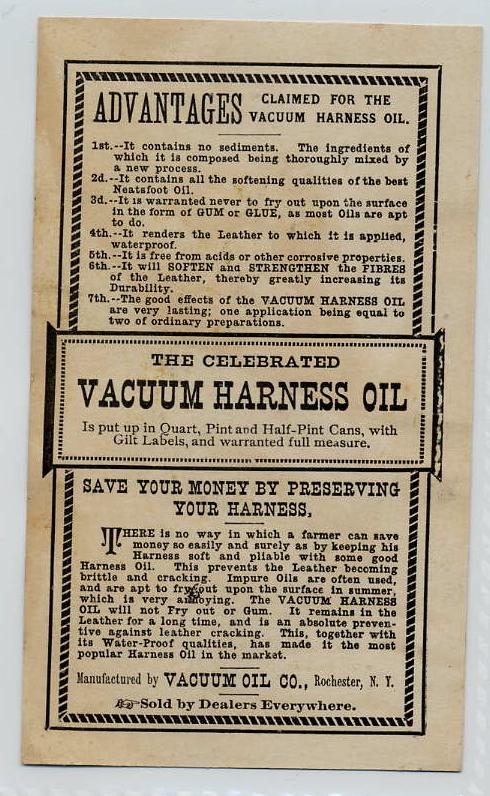 ADVANTAGES CLAIMED FOR THE
VACUUM HARNESS OIL.
1st.--It contains no sediments. The ingredients of
which it is composed being thoroughly mixed by
a new process.
2d.--It contains all the softening qualities of the best
Neatsfoot Oil.
3d.--It is warranted never to fry out upon the surface
in the form of GUM or GLUE, as most Oils are apt
to do.
4th.--It renders the Leather to which it is applied,
waterproof.
5th.--It is free from acids or other corrosive properties.
6th.--It will SOFTEN and STRENGTHEN the FIBRES
of the Leather, thereby greatly increasing its
Durability.
7th.--The good effects of the VACUUM HARNESS OIL
are very lasting; one application being equal to
two of ordinary preparations.
THE CELEBRATED
VACUUM HARNESS OIL
Is put up in Quart, Pint and Half-Pint Cans, with
Gilt Labels, and warranted full measure.
SAVE YOUR MONEY BY PRESERVING
YOUR HARNESS,
THERE is no way in which a farmer can save
money so easily and surely as by keeping his
Harness soft and pliable with some good
Harness Oil. This prevents the Leather becoming
brittle and cracking. Impure Oils are often used,
and are apt to fry out upon the surface in summer,
which is very annoying. The VACUUM HARNESS
OIL will not Fry out or Gum. It remains in the
Leather for a long time, and is an absolute preven-
tive against leather cracking. This, together with
its Water-Proof qualities, has made it the most
popular Harness Oil in the market.
Manufactured by VACUUM OIL CO., Rochester, N. Y.
☞Sold by Dealers Everywhere.